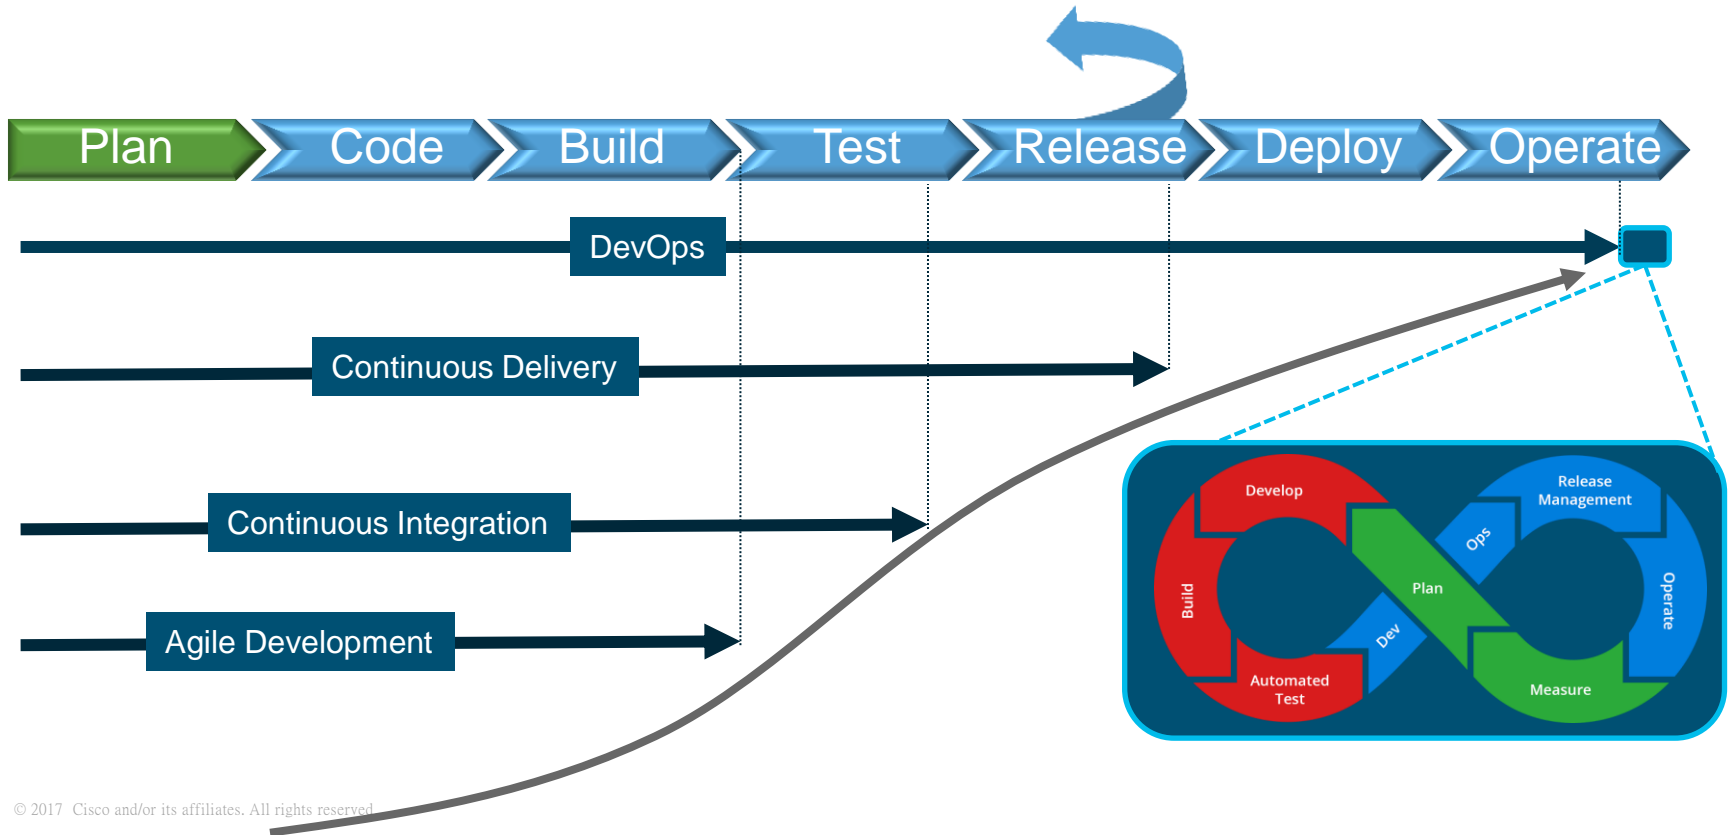 Plan
Code
Build
Test
Release
Deploy
Operate
DevOps
Continuous Delivery
Continuous Integration
Agile Development
Develop
Build
Automated
Test
Dev
Plan
Ops
Release
Management
Operate
Measure
© 2017 Cisco and/or its affiliates. All rights reserved